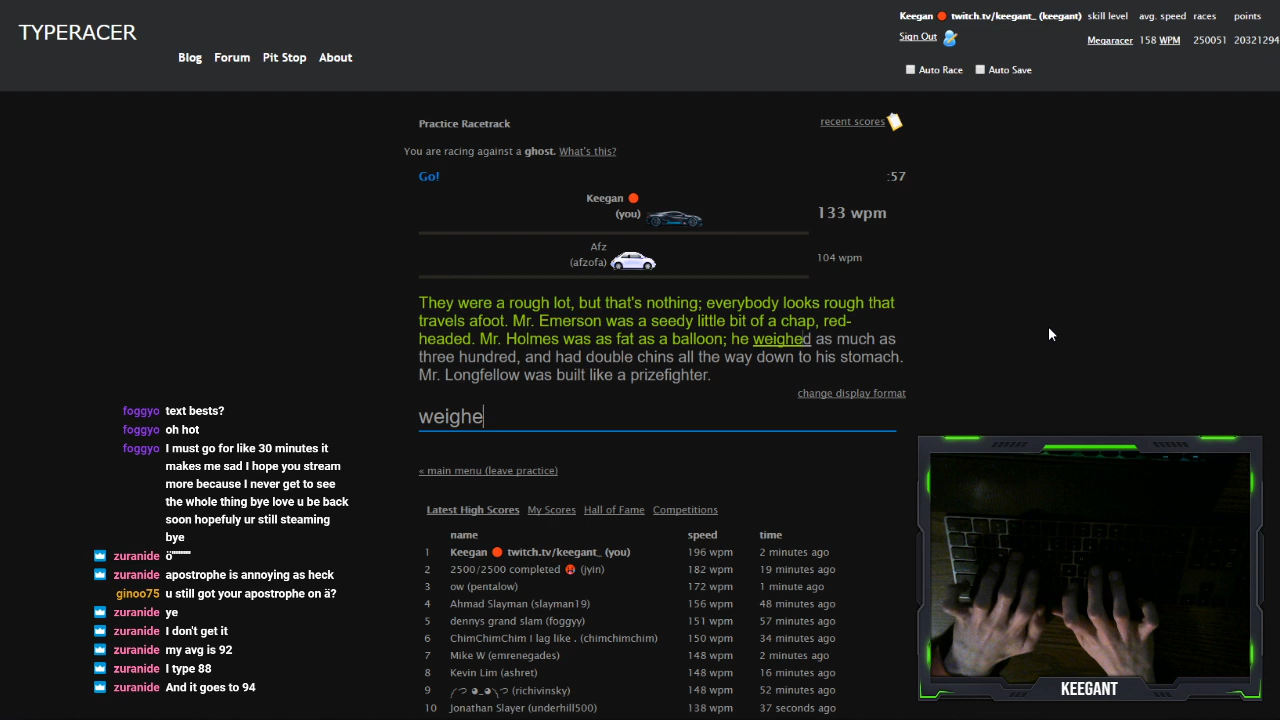 TYPERACER
Blog Forum Pit Stop About
Keegan twitch.tv/keegant_ (keegant) skill level avg. speed races points
Sign Out Megaracer 158 WPM 250051 20321294
Auto Race Auto Save
Practice Racetrack recent scores
You are racing against a ghost. What's this?
Go! :57
Keegan
(you) 133 wpm
Afz
(afzofa) 104 wpm
They were a rough lot, but that's nothing; everybody looks rough that
travels afoot. Mr. Emerson was a seedy little bit of a chap, red-
headed. Mr. Holmes was as fat as a balloon; he weighed as much as
three hundred, and had double chins all the way down to his stomach.
Mr. Longfellow was built like a prizefighter.
change display format
weighe
« main menu (leave practice)
Latest High Scores My Scores Hall of Fame Competitions
name speed time
1 Keegan twitch.tv/keegant_ (you) 196 wpm 2 minutes ago
2 2500/2500 completed (jyin) 182 wpm 19 minutes ago
3 ow (pentalow) 172 wpm 1 minute ago
4 Ahmad Slayman (slayman19) 156 wpm 48 minutes ago
5 dennys grand slam (foggyy) 151 wpm 57 minutes ago
6 ChimChimChim I lag like . (chimchimchim) 150 wpm 34 minutes ago
7 Mike W (emrenegades) 148 wpm 2 minutes ago
8 Kevin Lim (ashret) 148 wpm 16 minutes ago
9 (richivinsky) 148 wpm 52 minutes ago
10 Jonathan Slayer (underhill500) 138 wpm 37 seconds ago
foggyo text bests?
foggyo oh hot
foggyo I must go for like 30 minutes it
makes me sad I hope you stream
more because I never get to see
the whole thing bye love u be back
soon hopefuly ur still steaming
bye
zuranide
zuranide apostrophe is annoying as heck
ginoo75 u still got your apostrophe on ä?
zuranide ye
zuranide I don't get it
zuranide my avg is 92
zuranide I type 88
zuranide And it goes to 94
KEEGANT